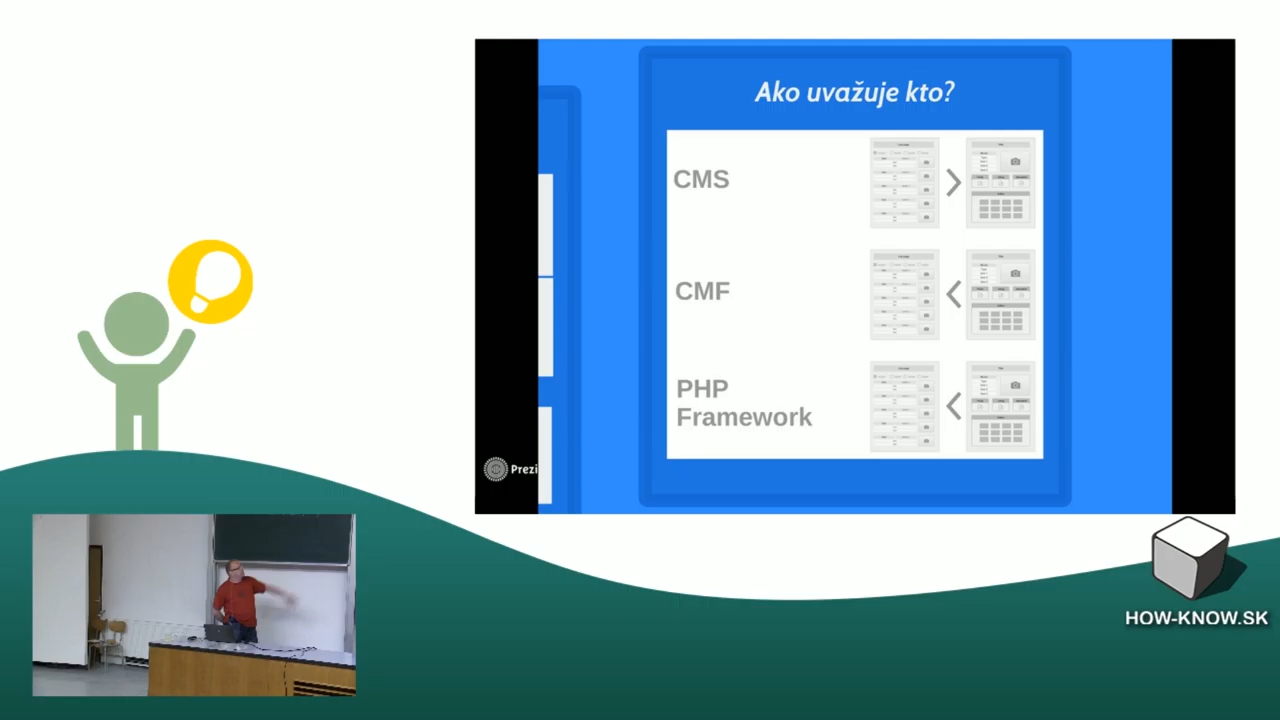 Ako uvažuje kto?
CMS
CMF
PHP
Framework
Prezi
HOW-KNOW.SK